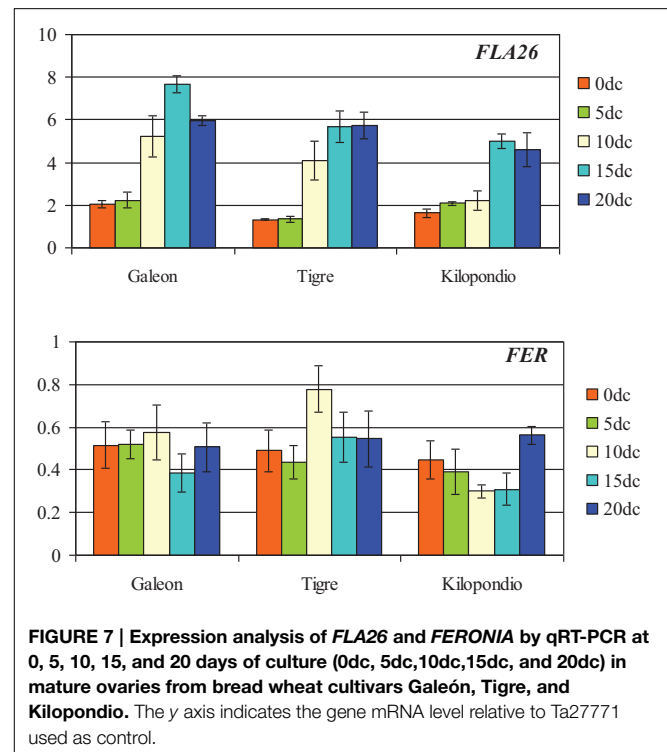 FLA26
10
8
6
4
2
0
Galeon Tigre Kilopondio
0dc
5dc
10dc
15dc
20dc
FER
1
0.8
0.6
0.4
0.2
0
Galeon Tigre Kilopondio
0dc
5dc
10dc
15dc
20dc
FIGURE 7 | Expression analysis of FLA26 and FERONIA by qRT-PCR at
0, 5, 10, 15, and 20 days of culture (0dc, 5dc,10dc,15dc, and 20dc) in
mature ovaries from bread wheat cultivars Galeón, Tigre, and
Kilopondio. The y axis indicates the gene mRNA level relative to Ta27771
used as control.